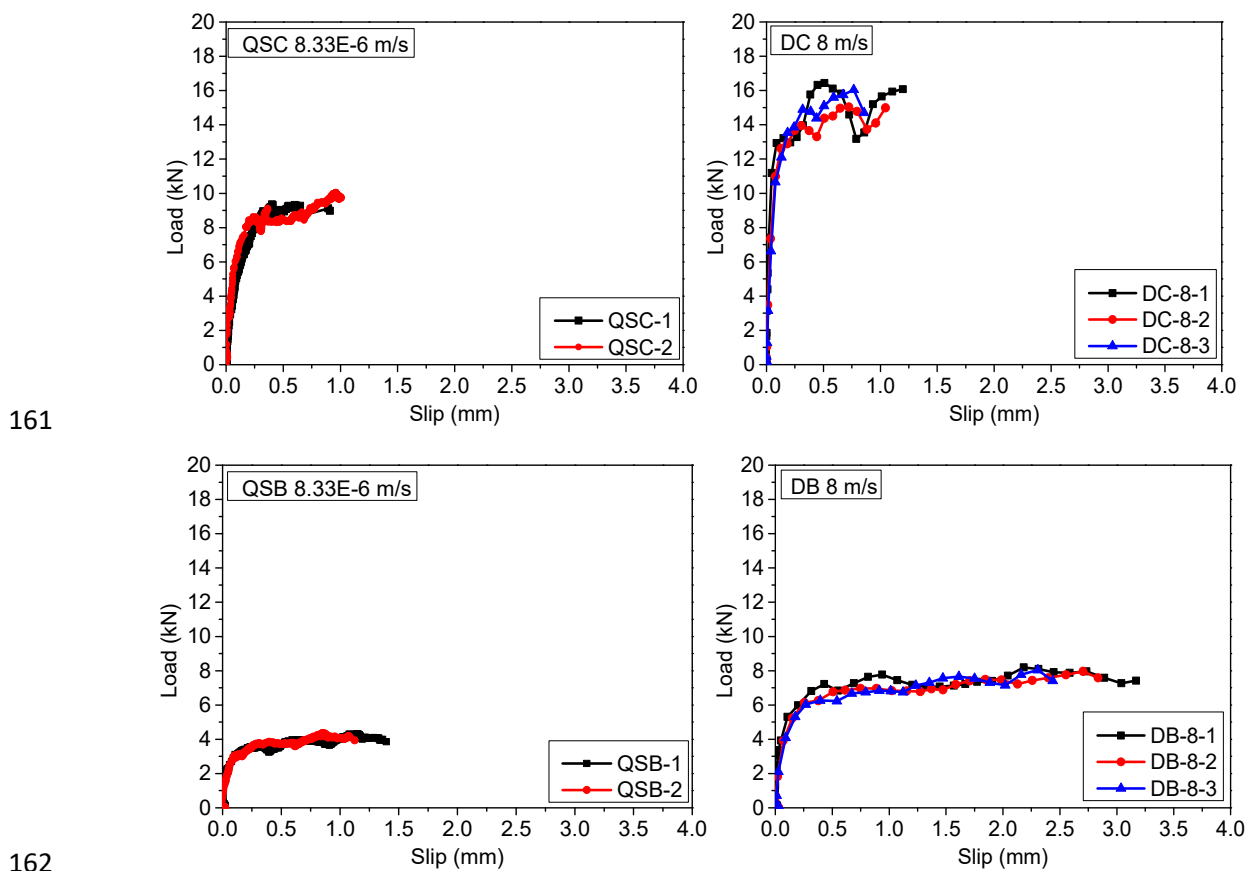 QSC 8.33E-6 m/s
20
18
16
14
12
10
8
6
4
2
0
Load (kN)
QSC-1
QSC-2
0.0 0.5 1.0 1.5 2.0 2.5 3.0 3.5 4.0
Slip (mm)
DC 8 m/s
20
18
16
14
12
10
8
6
4
2
0
Load (kN)
DC-8-1
DC-8-2
DC-8-3
0.0 0.5 1.0 1.5 2.0 2.5 3.0 3.5 4.0
Slip (mm)
161
QSB 8.33E-6 m/s
20
18
16
14
12
10
8
6
4
2
0
Load (kN)
QSB-1
QSB-2
0.0 0.5 1.0 1.5 2.0 2.5 3.0 3.5 4.0
Slip (mm)
DB 8 m/s
20
18
16
14
12
10
8
6
4
2
0
Load (kN)
DB-8-1
DB-8-2
DB-8-3
0.0 0.5 1.0 1.5 2.0 2.5 3.0 3.5 4.0
Slip (mm)
162